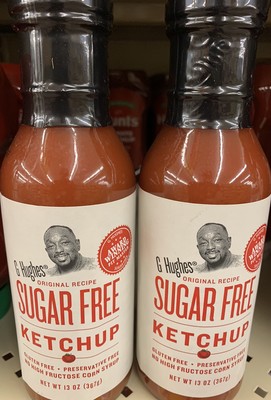 unts
G Hughes®
ORIGINAL RECIPE
SUGAR FREE
KETCHUP
GLUTEN FREE • PRESERVATIVE FREE
NO HIGH FRUCTOSE CORN SYRUP
NET WT 13 OZ (367g)
G Hughes®
ORIGINAL RECIPE
SUGAR FREE
KETCHUP
GLUTEN FREE • PRESERVATIVE FREE
NO HIGH FRUCTOSE CORN SYRUP
NET WT 13 OZ (367g)